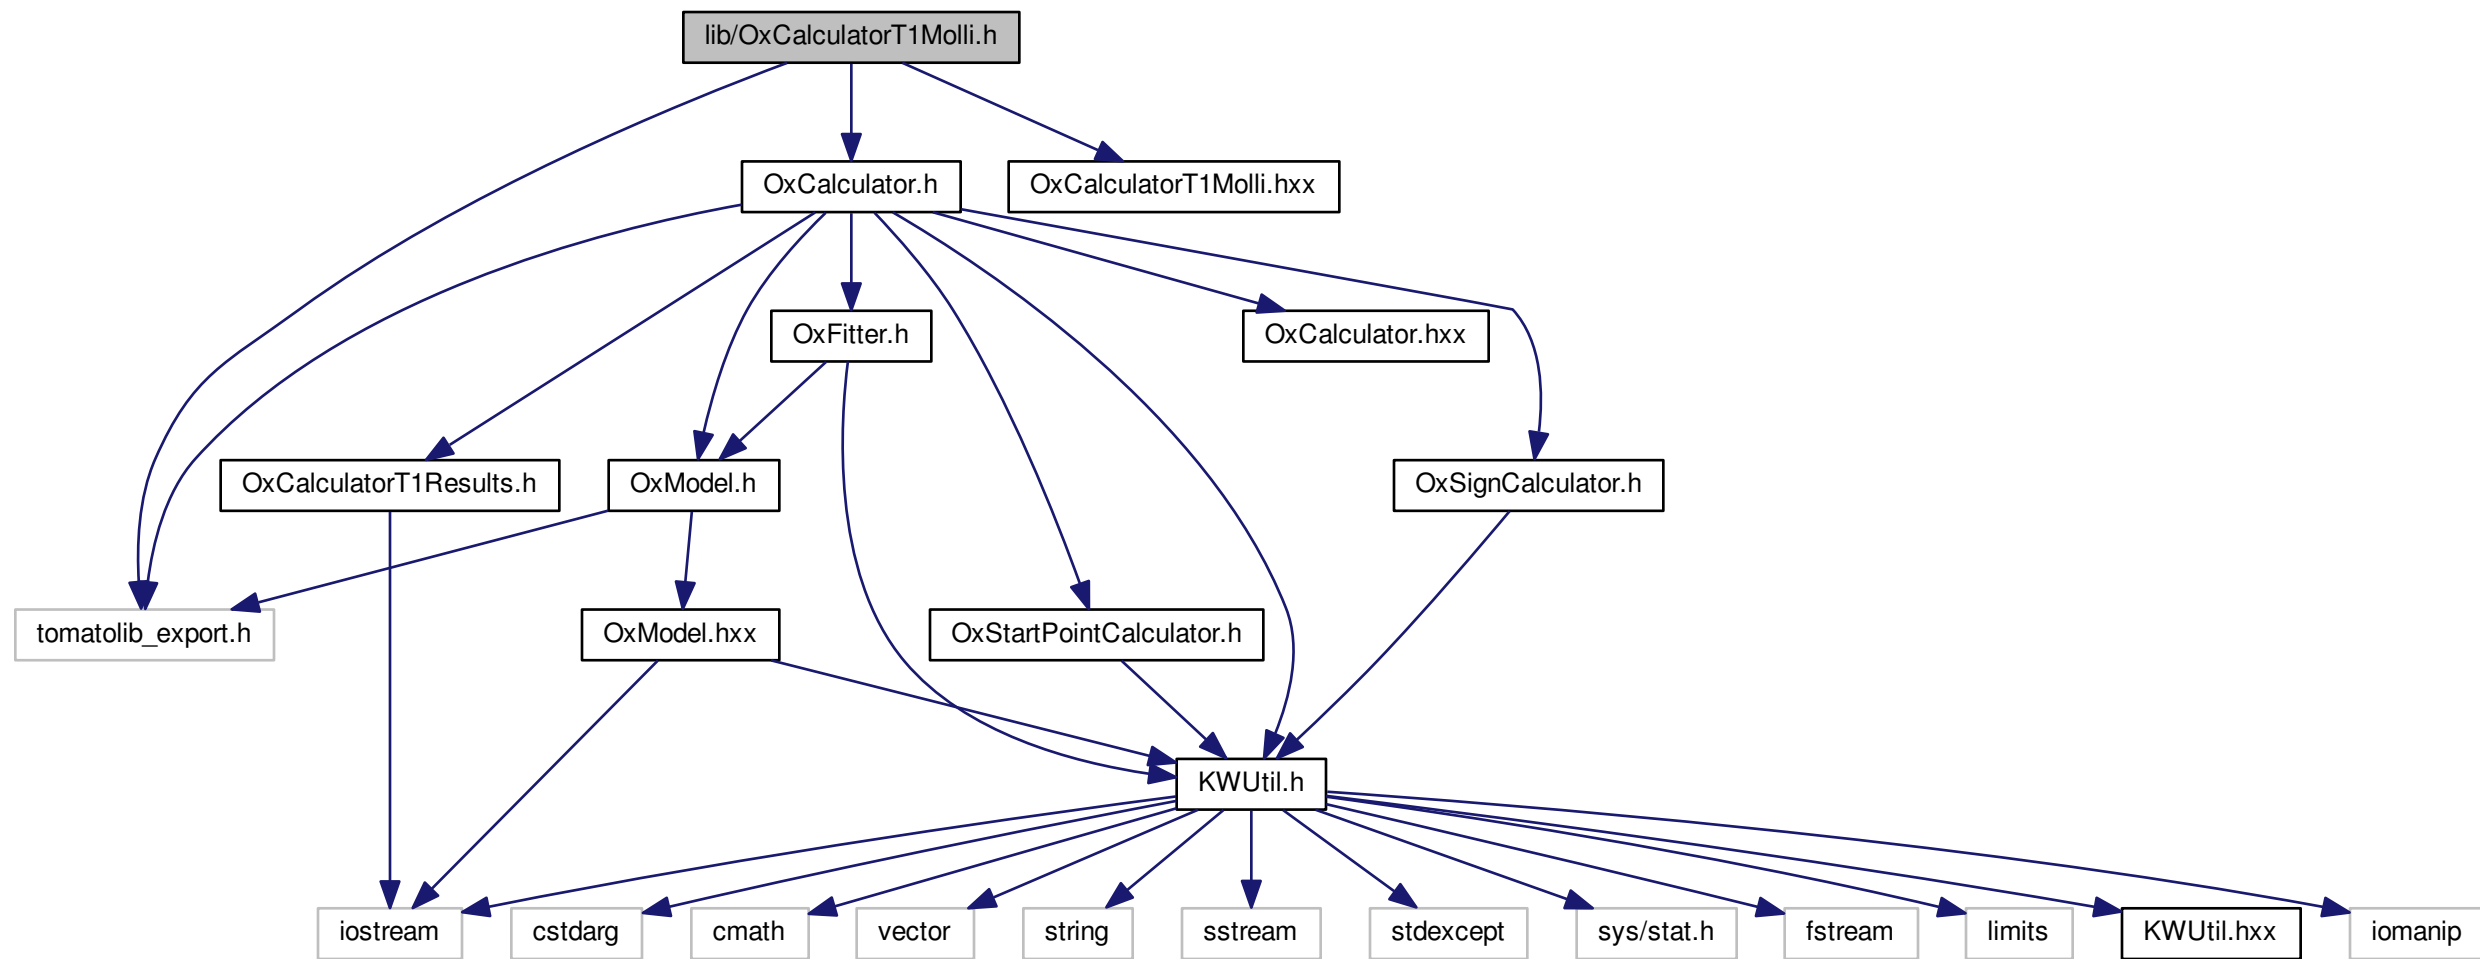 lib/OxCalculatorT1Molli.h
OxCalculator.h
OxCalculatorT1Molli.hxx
OxFitter.h
OxCalculator.hxx
OxCalculatorT1Results.h
OxModel.h
OxSignCalculator.h
tomatolib_export.h
OxModel.hxx
OxStartPointCalculator.h
KWUtil.h
iostream
cstdarg
cmath
vector
string
sstream
stdexcept
sys/stat.h
fstream
limits
KWUtil.hxx
iomanip